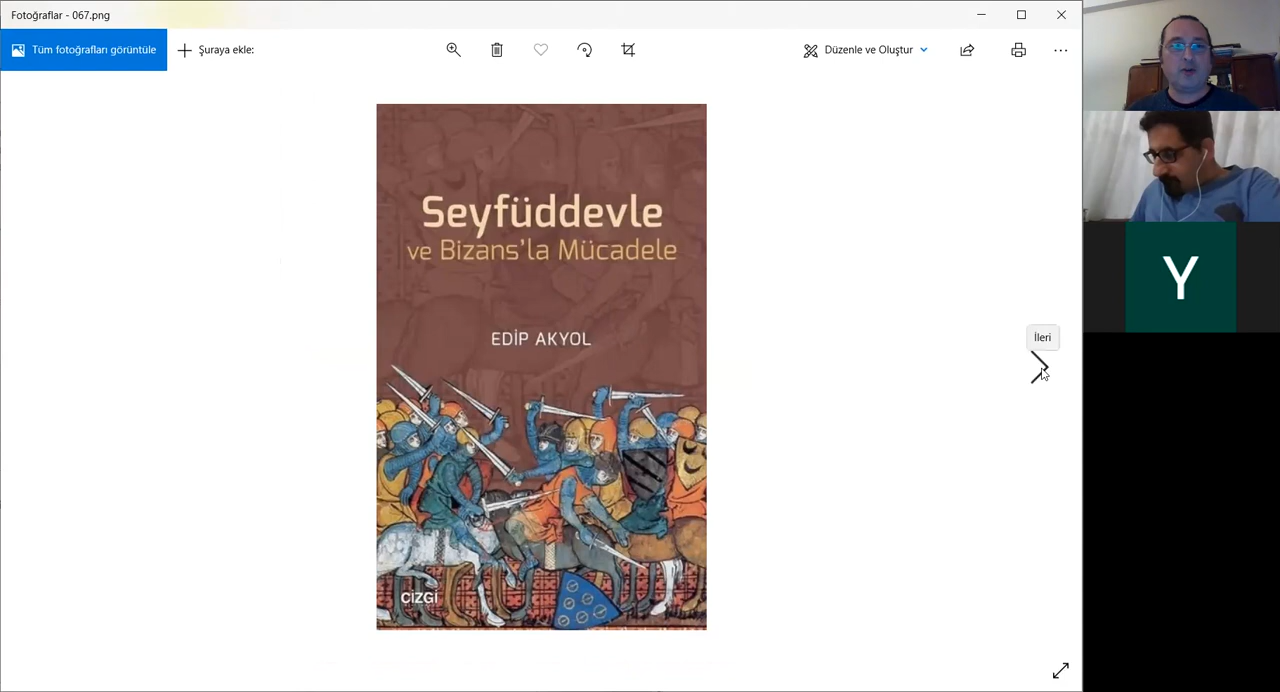 Fotoğraflar - 067.png
Tüm fotoğrafları görüntüle
Şuraya ekle:
Düzenle ve Oluştur
Seyfüddevle
ve Bizans'la Mücadele
EDİP AKYOL
ÇİZGİ
İleri
Y